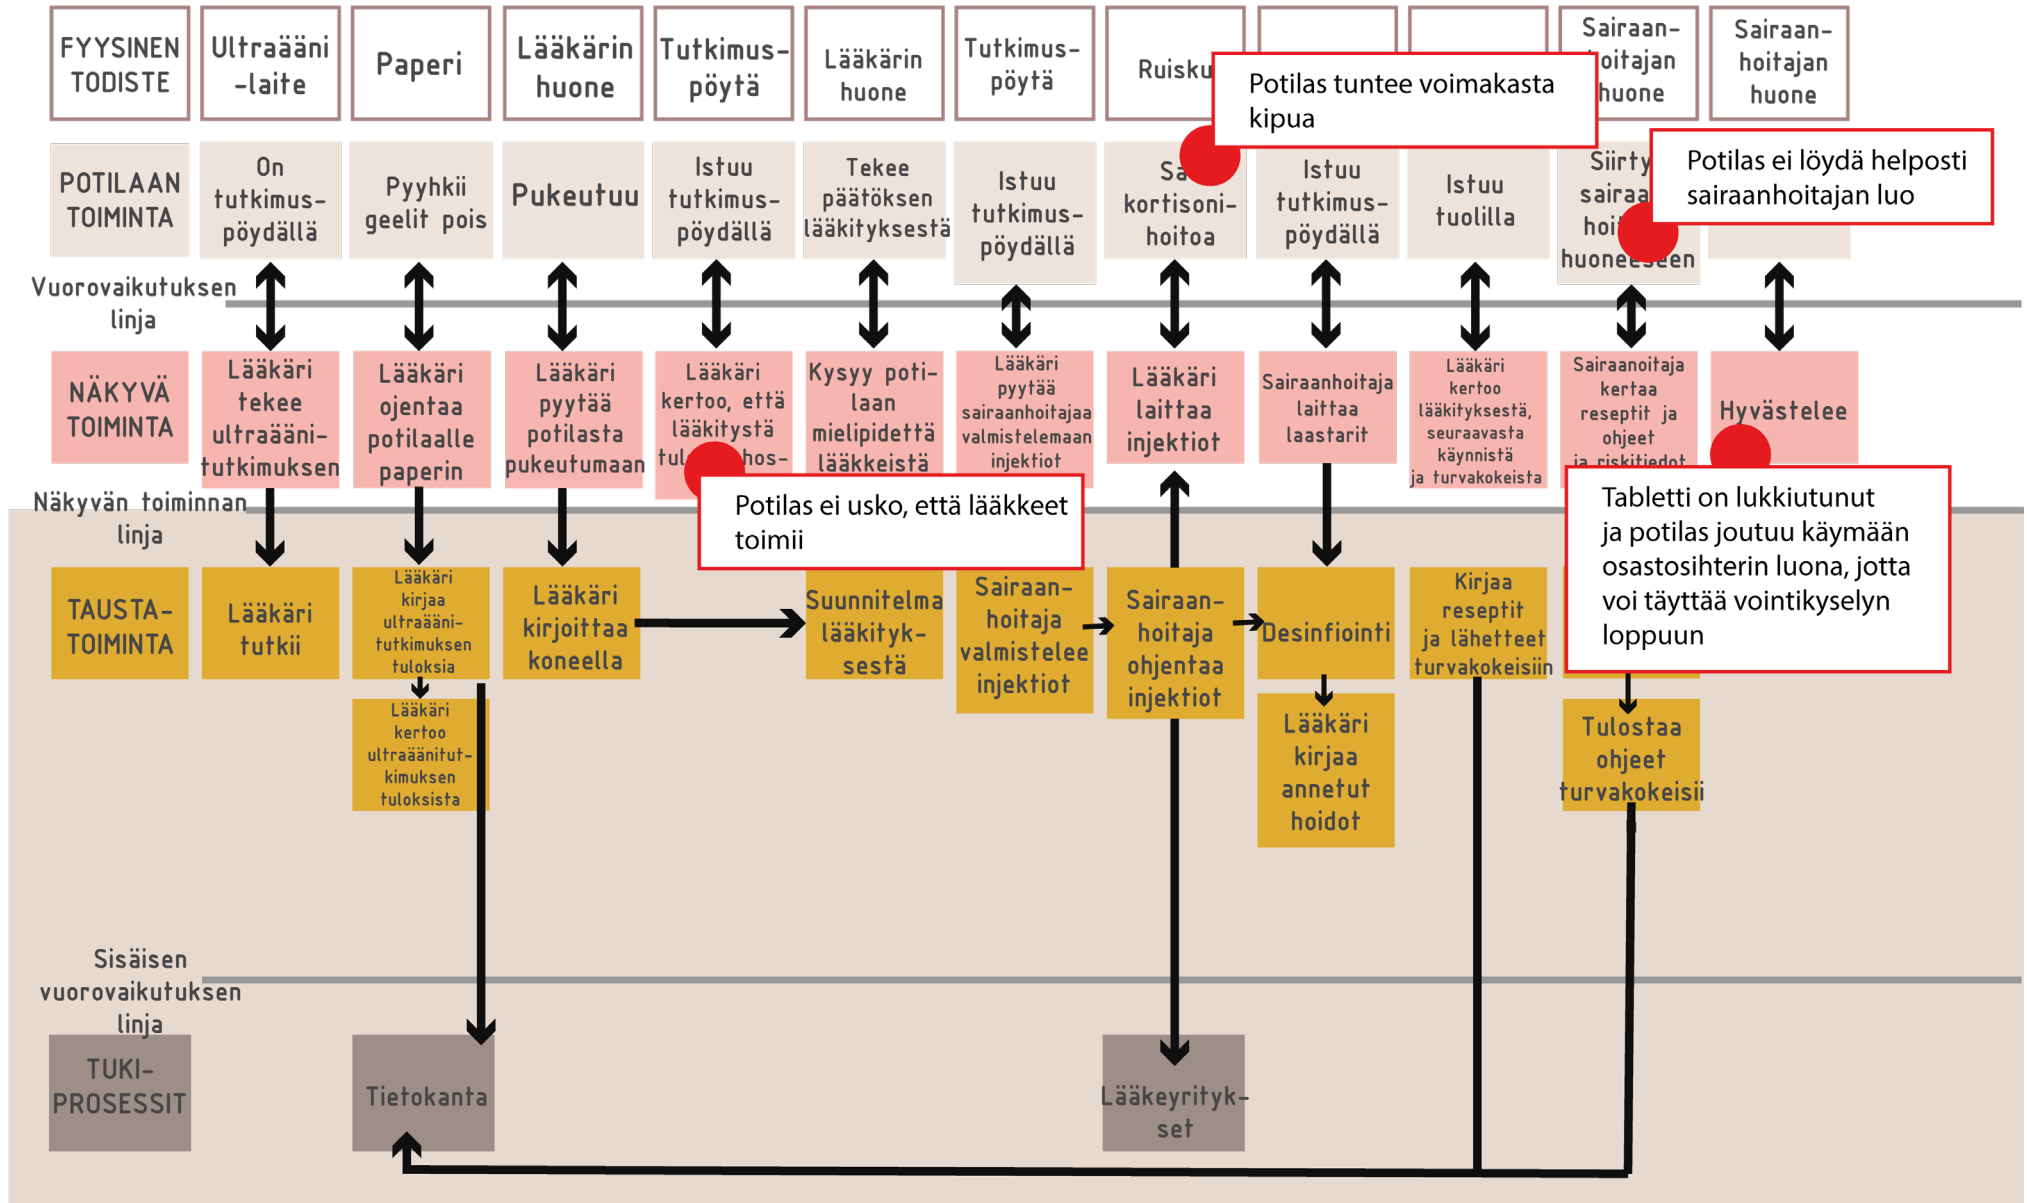 FYYSINEN
TODISTE
Ultraääni
-laite
Paperi
Lääkärin
huone
Tutkimus-
pöytä
Lääkärin
huone
Tutkimus-
pöytä
Ruisku
Sairaan-
hoitajan
huone
Sairaan-
hoitajan
huone
Potilas tuntee voimakasta
kipua
POTILAAN
TOIMINTA
On
tutkimus-
pöydällä
Pyyhkii
geelit pois
Pukeutuu
Istuu
tutkimus-
pöydällä
Tekee
päätöksen
lääkityksestä
Istuu
tutkimus-
pöydällä
kortisoni-
hoitoa
Istuu
tutkimus-
pöydällä
Istuu
tuolilla
huoneeseen
Potilas ei löydä helposti
sairaanhoitajan luo
Vuorovaikutuksen
linja
NÄKYVÄ
TOIMINTA
Lääkäri
tekee
ultraääni-
tutkimuksen
Lääkäri
ojentaa
potilaalle
paperin
Lääkäri
pyytää
potilasta
pukeutumaan
Lääkäri
kertoo, että
lääkitystä
Kysyy poti-
laan
mielipidettä
lääkkeistä
Lääkäri
pyytää
sairaanhoitajaa
valmistelemaan
injektiot
Lääkäri
laittaa
injektiot
Sairaanhoitaja
laittaa
laastarit
Lääkäri
kertoo
lääkityksestä,
seuraavasta
käynnistä
ja turvakokeista
Sairaanoitaja
kertaa
reseptit ja
ohjeet
ja riskitiedot
Hyvästelee
Potilas ei usko, että lääkkeet
toimii
Tabletti on lukkiutunut
ja potilas joutuu käymään
osastosihterin luona, jotta
voi täyttää vointikyselyn
loppuun
Näkyvän toiminnan
linja
TAUSTA-
TOIMINTA
Lääkäri
tutkii
Lääkäri
kirjaa
ultraääni-
tutkimuksen
tuloksia
Lääkäri
kertoo
ultraäänitut-
kimuksen
tuloksista
Lääkäri
kirjoittaa
koneella
Suunnitelma
lääkityk-
sestä
Sairaan-
hoitaja
valmistelee
injektiot
Sairaan-
hoitaja
ohjentaa
injektiot
Desinfiointi
Lääkäri
kirjaa
annetut
hoidot
Kirjaa
reseptit
ja lähetteet
turvakokeisiin
Tulostaa
ohjeet
turvakokeisii
Sisäisen
vuorovaikutuksen
linja
TUKI-
PROSESSIT
Tietokanta
Lääkeyrityk-
set